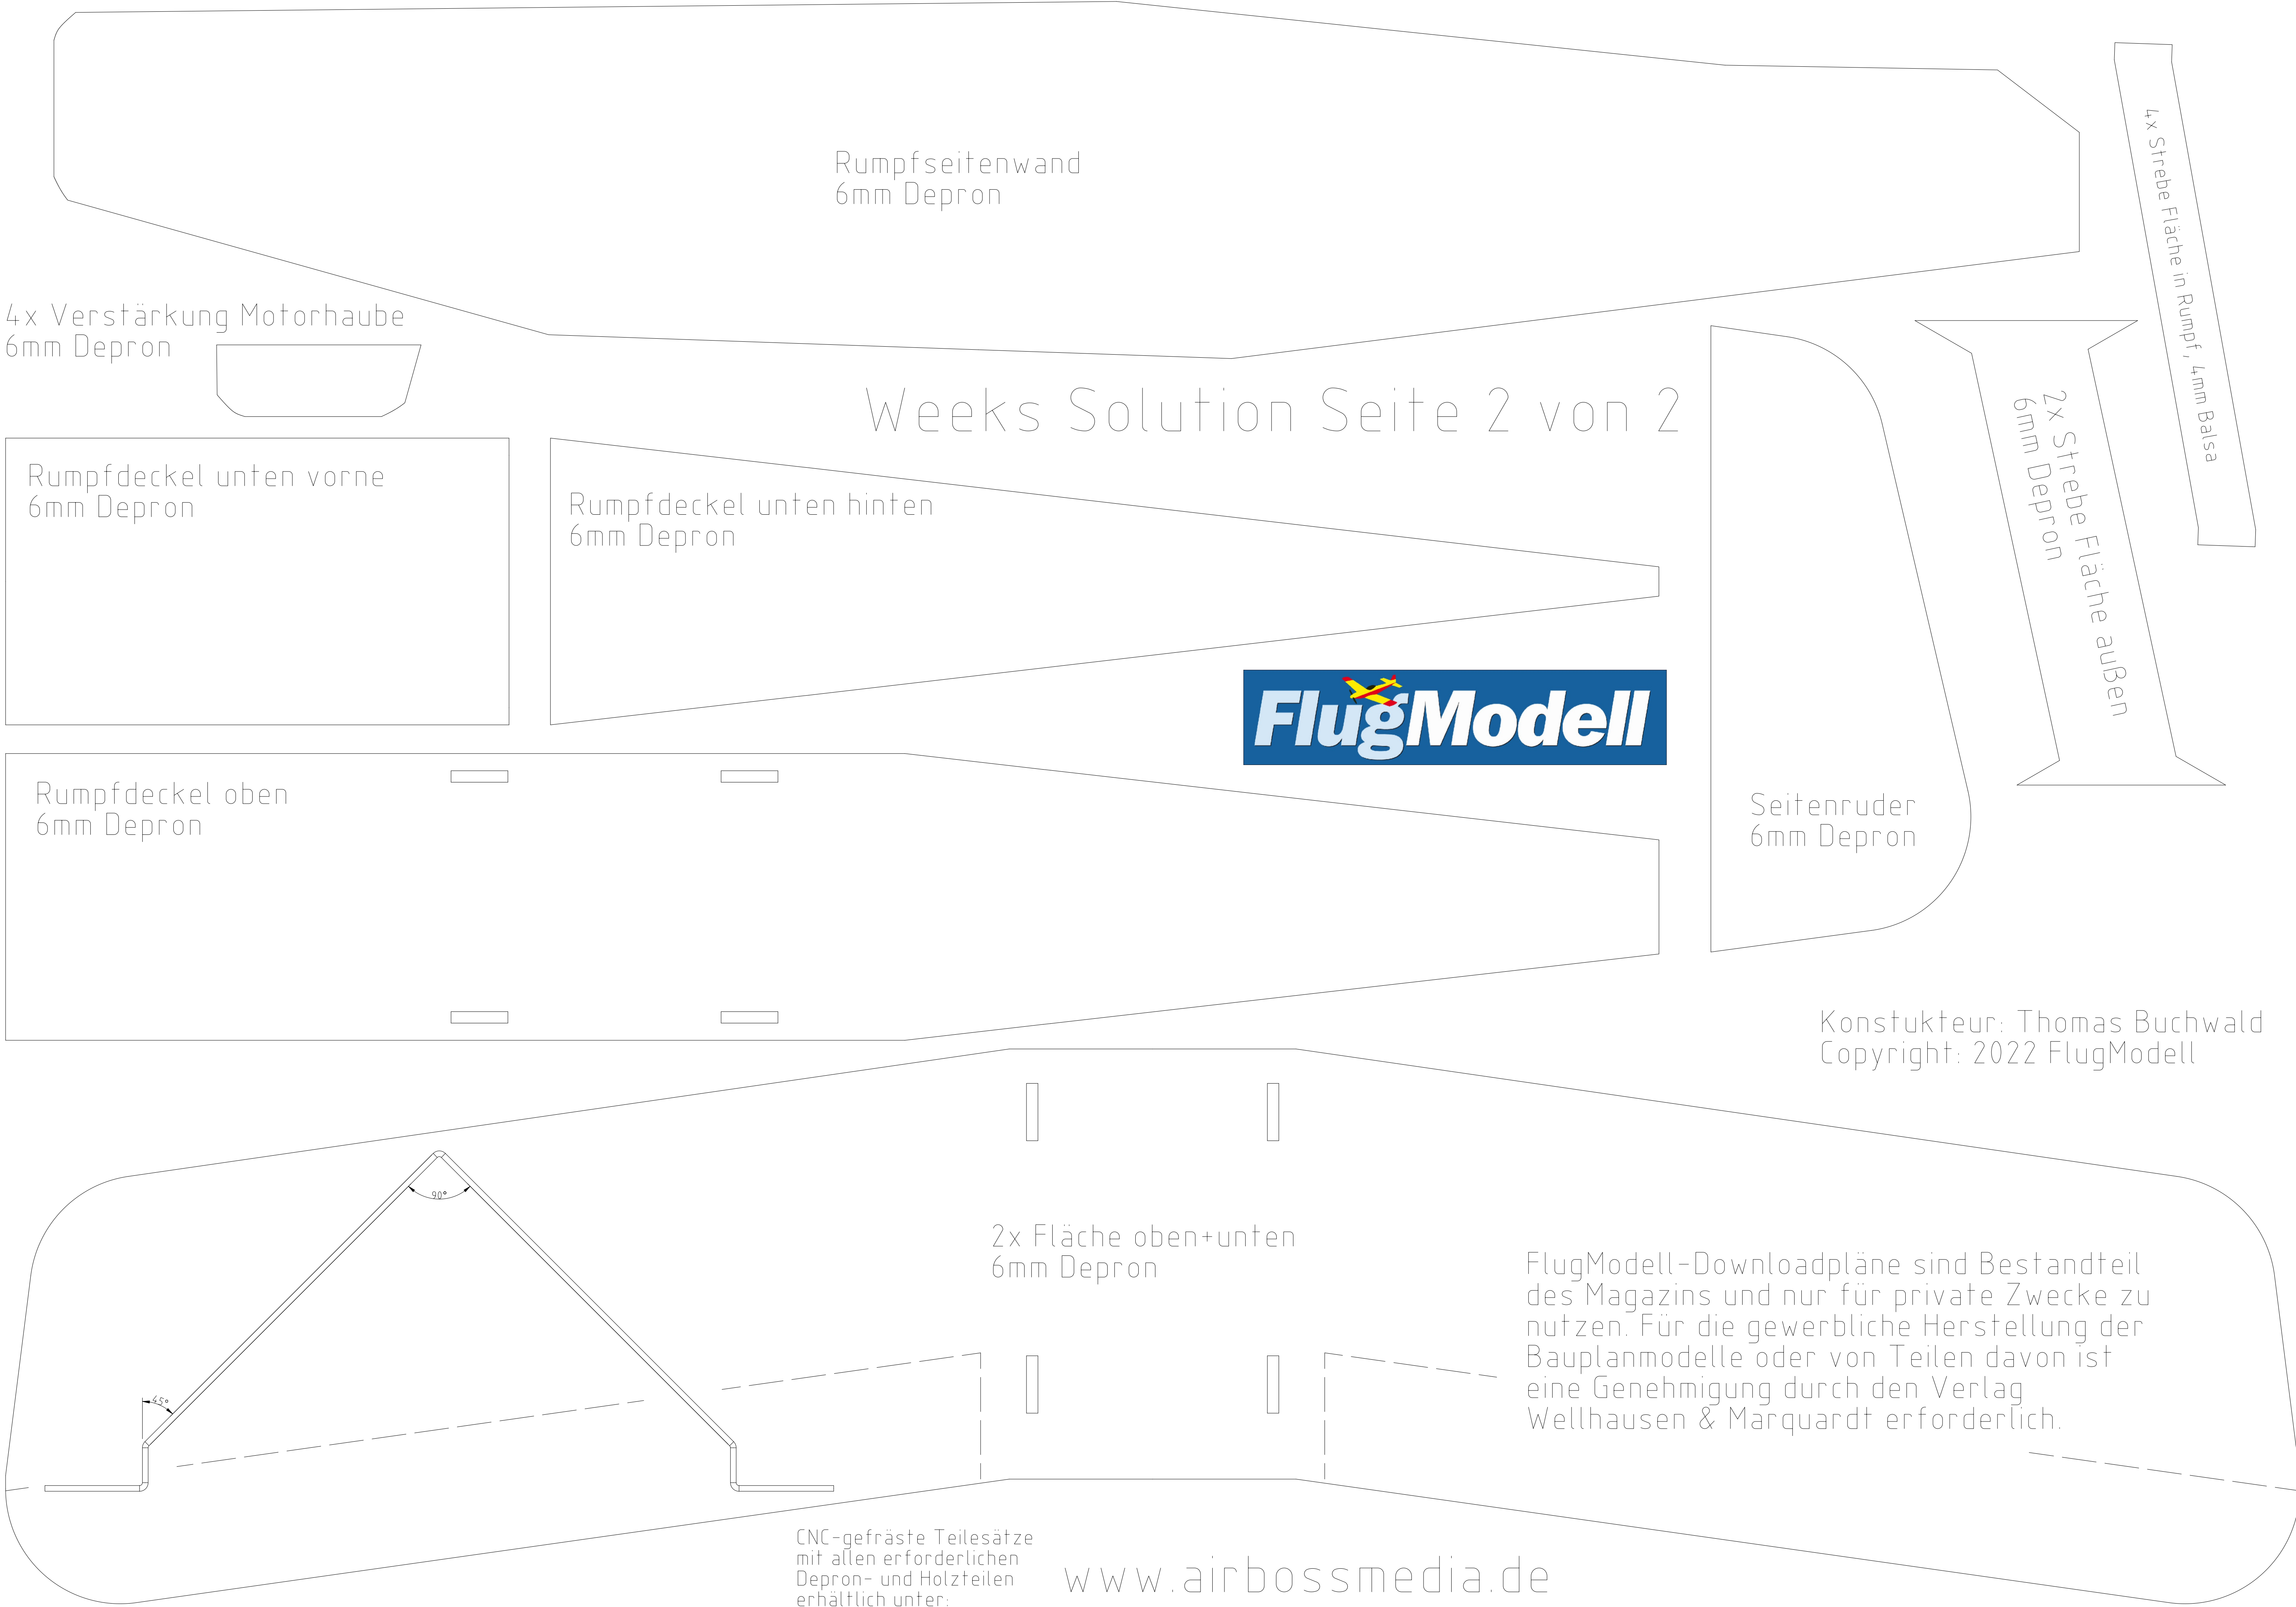 Rumpfseitenwand
6mm Depron
4x Strebe Fläche in Rumpf, 4mm Balsa
4x Verstärkung Motorhaube
6mm Depron
Weeks Solution Seite 2 von 2
2x Strebe Fläche außen
6mm Depron
Rumpfdeckel unten vorne
6mm Depron
Rumpfdeckel unten hinten
6mm Depron
FlugModell
Rumpfdeckel oben
6mm Depron
Seitenruder
6mm Depron
Konstukteur: Thomas Buchwald
Copyright: 2022 FlugModell
90°
2x Fläche oben+unten
6mm Depron
FlugModell-Downloadpläne sind Bestandteil
des Magazins und nur für private Zwecke zu
nutzen. Für die gewerbliche Herstellung der
Bauplanmodelle oder von Teilen davon ist
eine Genehmigung durch den Verlag
Wellhausen & Marquardt erforderlich.
45°
CNC-gefräste Teilesätze
mit allen erforderlichen
Depron- und Holzteilen
erhältlich unter:
www.airbossmedia.de